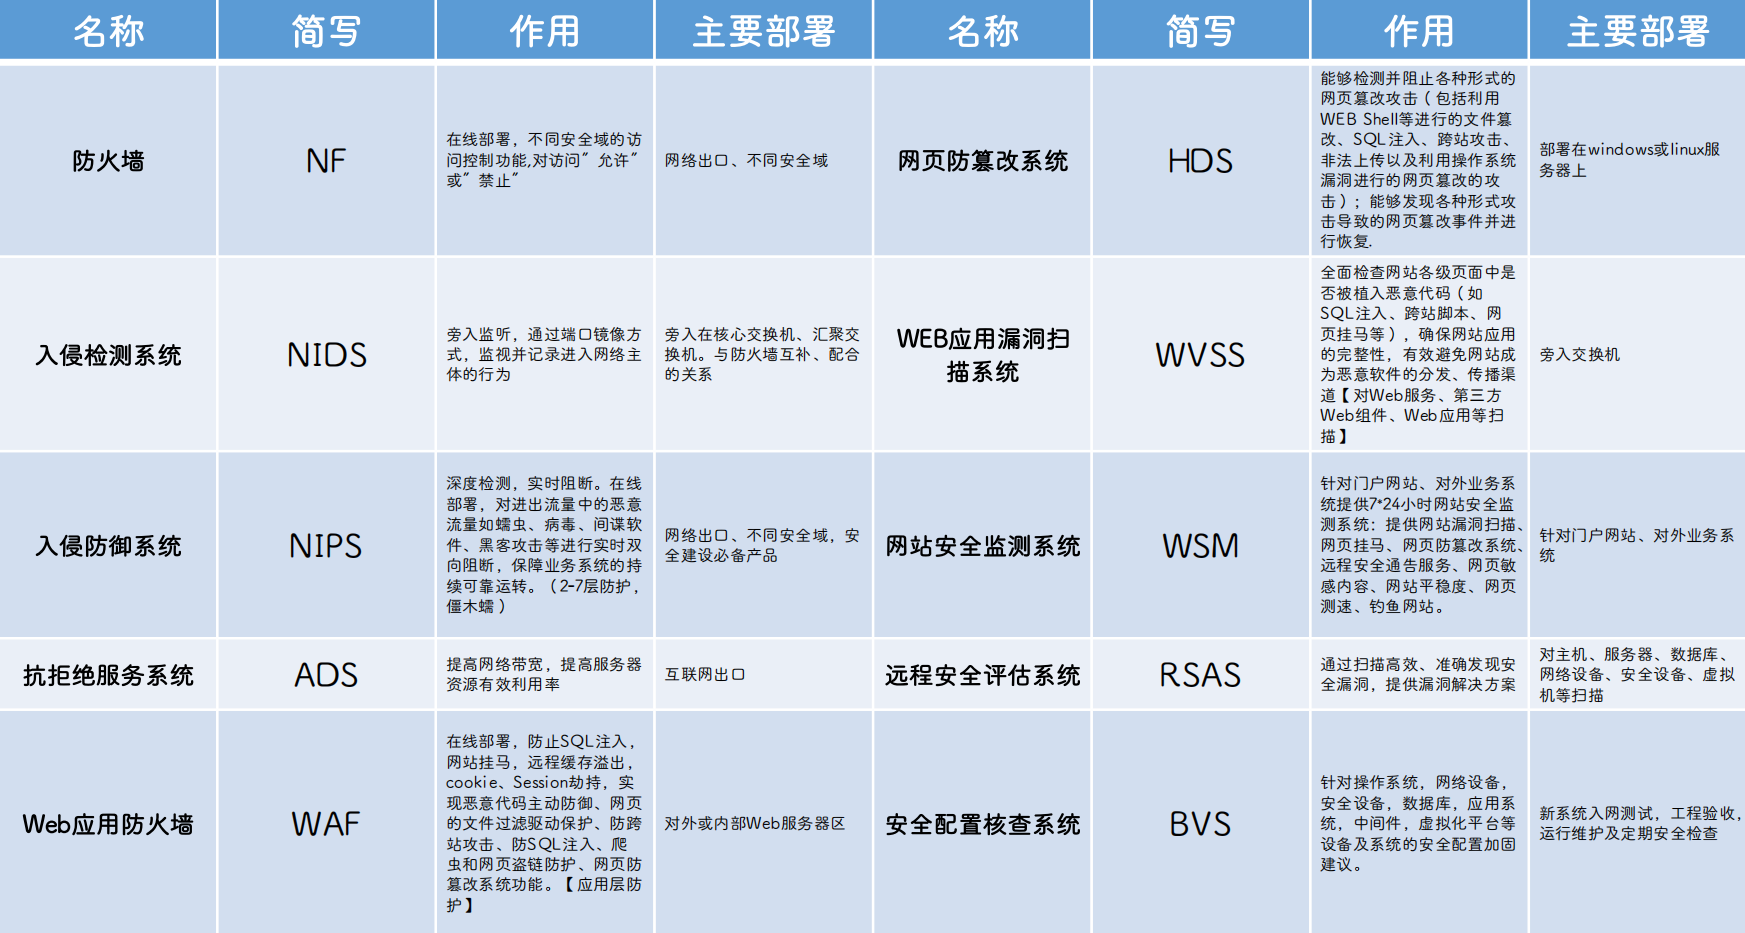 名称
简写
作用
主要部署
名称
简写
作用
主要部署
防火墙
NF
在线部署，不同安全域的访
问控制功能,对访问”允许”
或”禁止”
网络出口、不同安全域
网页防篡改系统
HDS
能够检测并阻止各种形式的
网页篡改攻击（包括利用
WEB Shell等进行的文件篡
改、SQL注入、跨站攻击、
非法上传以及利用操作系统
漏洞进行的网页篡改的攻
击）；能够发现各种形式攻
击导致的网页篡改事件并进
行恢复.
部署在windows或linux服
务器上
入侵检测系统
NIDS
旁入监听，通过端口镜像方
式，监视并记录进入网络主
体的行为
旁入在核心交换机、汇聚交
换机。与防火墙互补、配合
的关系
WEB应用漏洞扫
描系统
WVSS
全面检查网站各级页面中是
否被植入恶意代码（如
SQL注入、跨站脚本、网
页挂马等），确保网站应用
的完整性，有效避免网站成
为恶意软件的分发、传播渠
道【对Web服务、第三方
Web组件、Web应用等扫
描】
旁入交换机
入侵防御系统
NIPS
深度检测，实时阻断。在线
部署，对进出流量中的恶意
流量如蠕虫、病毒、间谍软
件、黑客攻击等进行实时双
向阻断，保障业务系统的持
续可靠运转。（2-7层防护，
僵木蠕）
网络出口、不同安全域，安
全建设必备产品
网站安全监测系统
WSM
针对门户网站、对外业务系
统提供7*24小时网站安全监
测系统：提供网站漏洞扫描、
网页挂马、网页防篡改系统、
远程安全通告服务、网页敏
感内容、网站平稳度、网页
测速、钓鱼网站。
针对门户网站、对外业务系
统
抗拒绝服务系统
ADS
提高网络带宽，提高服务器
资源有效利用率
互联网出口
远程安全评估系统
RSAS
通过扫描高效、准确发现安
全漏洞，提供漏洞解决方案
对主机、服务器、数据库、
网络设备、安全设备、虚拟
机等扫描
Web应用防火墙
WAF
在线部署，防止SQL注入，
网站挂马，远程缓存溢出，
cookie、Session劫持，实
现恶意代码主动防御、网页
的文件过滤驱动保护、防跨
站攻击、防SQL注入、爬
虫和网页盗链防护、网页防
篡改系统功能。【应用层防
护】
对外或内部Web服务器区
安全配置核查系统
BVS
针对操作系统，网络设备，
安全设备，数据库，应用系
统，中间件，虚拟化平台等
设备及系统的安全配置加固
建议。
新系统入网测试，工程验收，
运行维护及定期安全检查